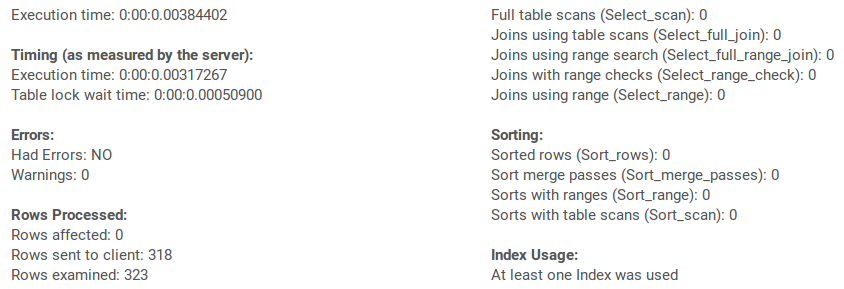 Execution time: 0:00:0.00384402
Timing (as measured by the server):
Execution time: 0:00:0.00317267
Table lock wait time: 0:00:0.00050900
Errors:
Had Errors: NO
Warnings: 0
Rows Processed:
Rows affected: 0
Rows sent to client: 318
Rows examined: 323
Full table scans (Select_scan): 0
Joins using table scans (Select_full_join): 0
Joins using range search (Select_full_range_join): 0
Joins with range checks (Select_range_check): 0
Joins using range (Select_range): 0
Sorting:
Sorted rows (Sort_rows): 0
Sort merge passes (Sort_merge_passes): 0
Sorts with ranges (Sort_range): 0
Sorts with table scans (Sort_scan): 0
Index Usage:
At least one Index was used